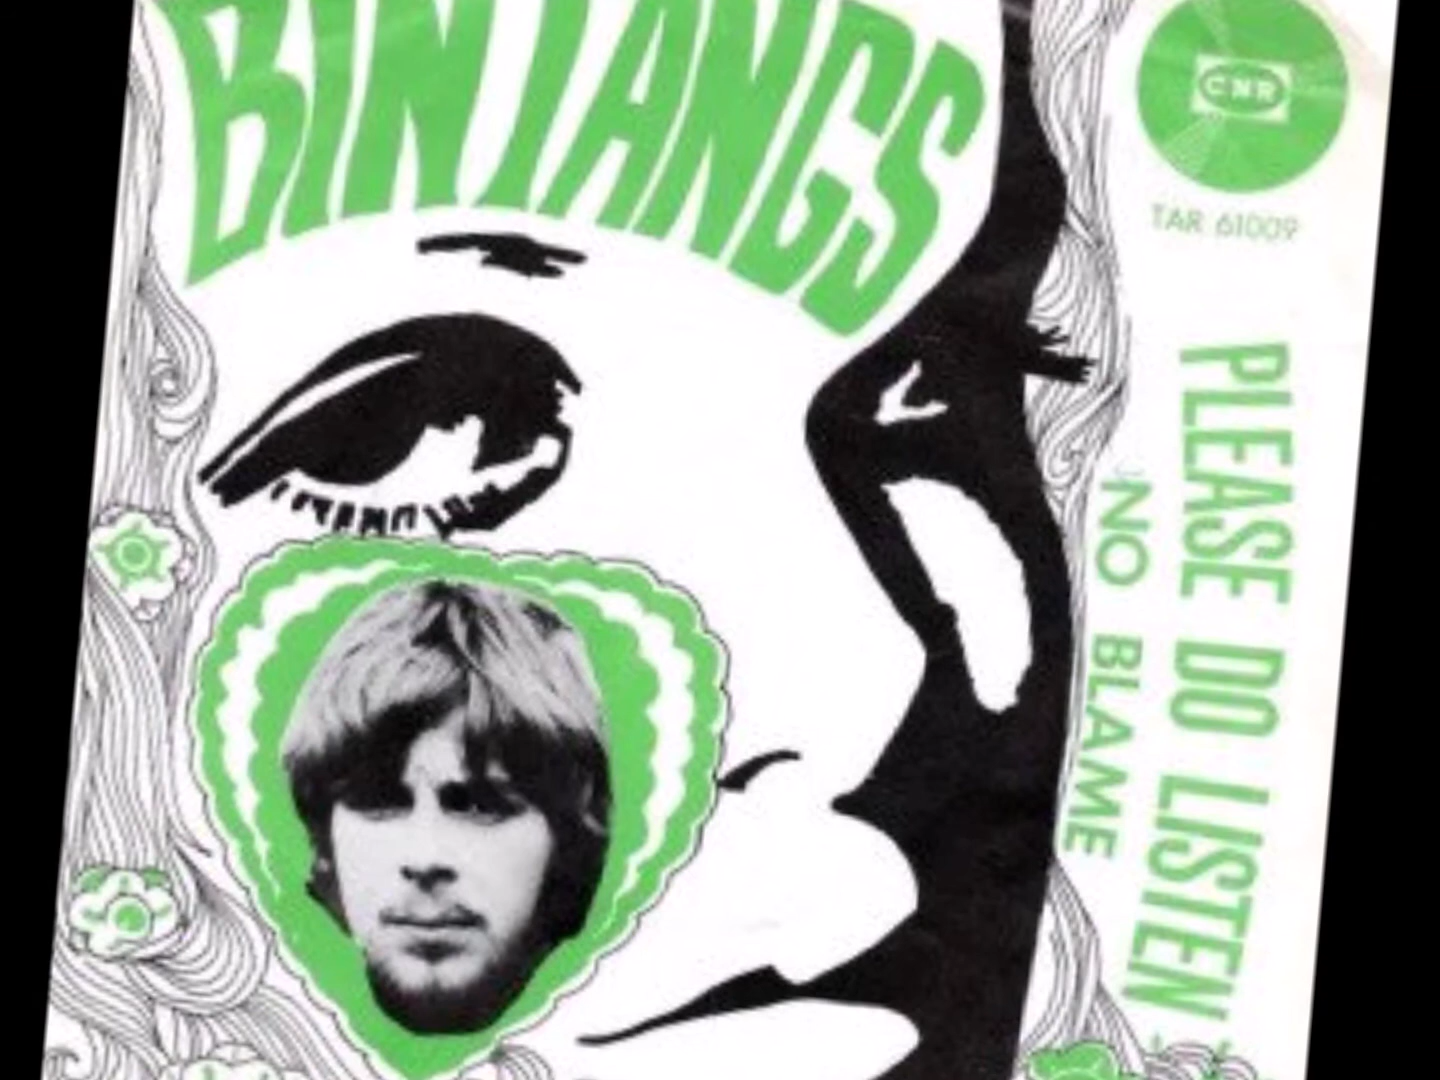 BINTANGS
CNR
TAR 61009
PLEASE DO LISTEN
NO BLAME